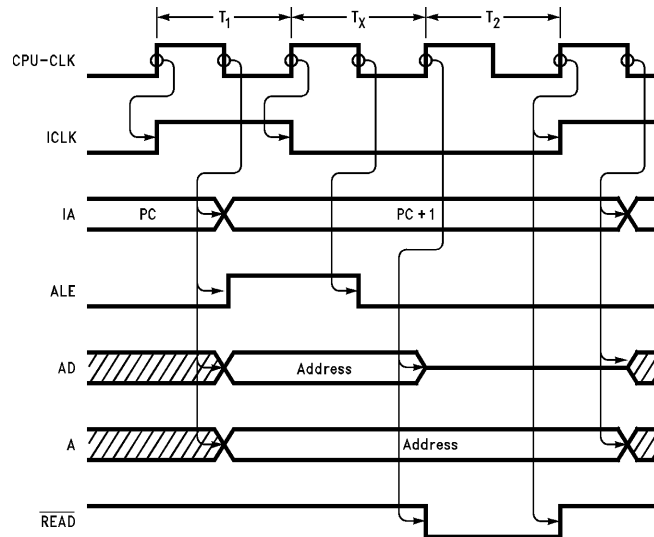 T1 TX T2
CPU-CLK
ICLK
IA PC PC + 1
ALE
AD Address
A Address
READ